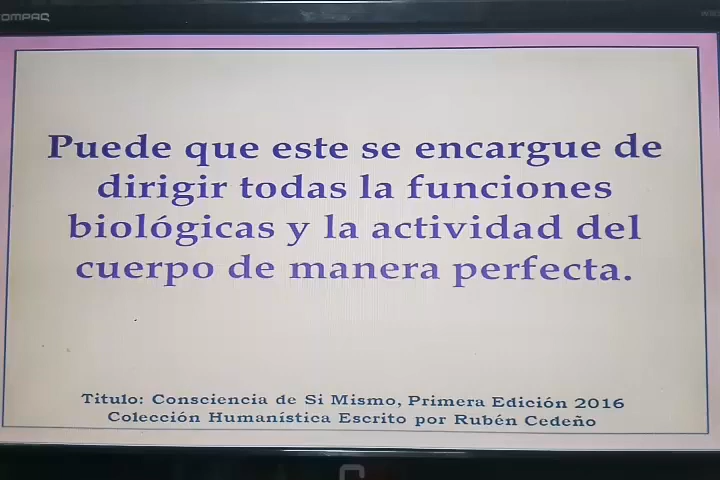 COMPAQ
Puede que este se encargue de
dirigir todas la funciones
biológicas y la actividad del
cuerpo de manera perfecta.
Titulo: Consciencia de Si Mismo, Primera Edición 2016
Colección Humanística Escrito por Rubén Cedeño